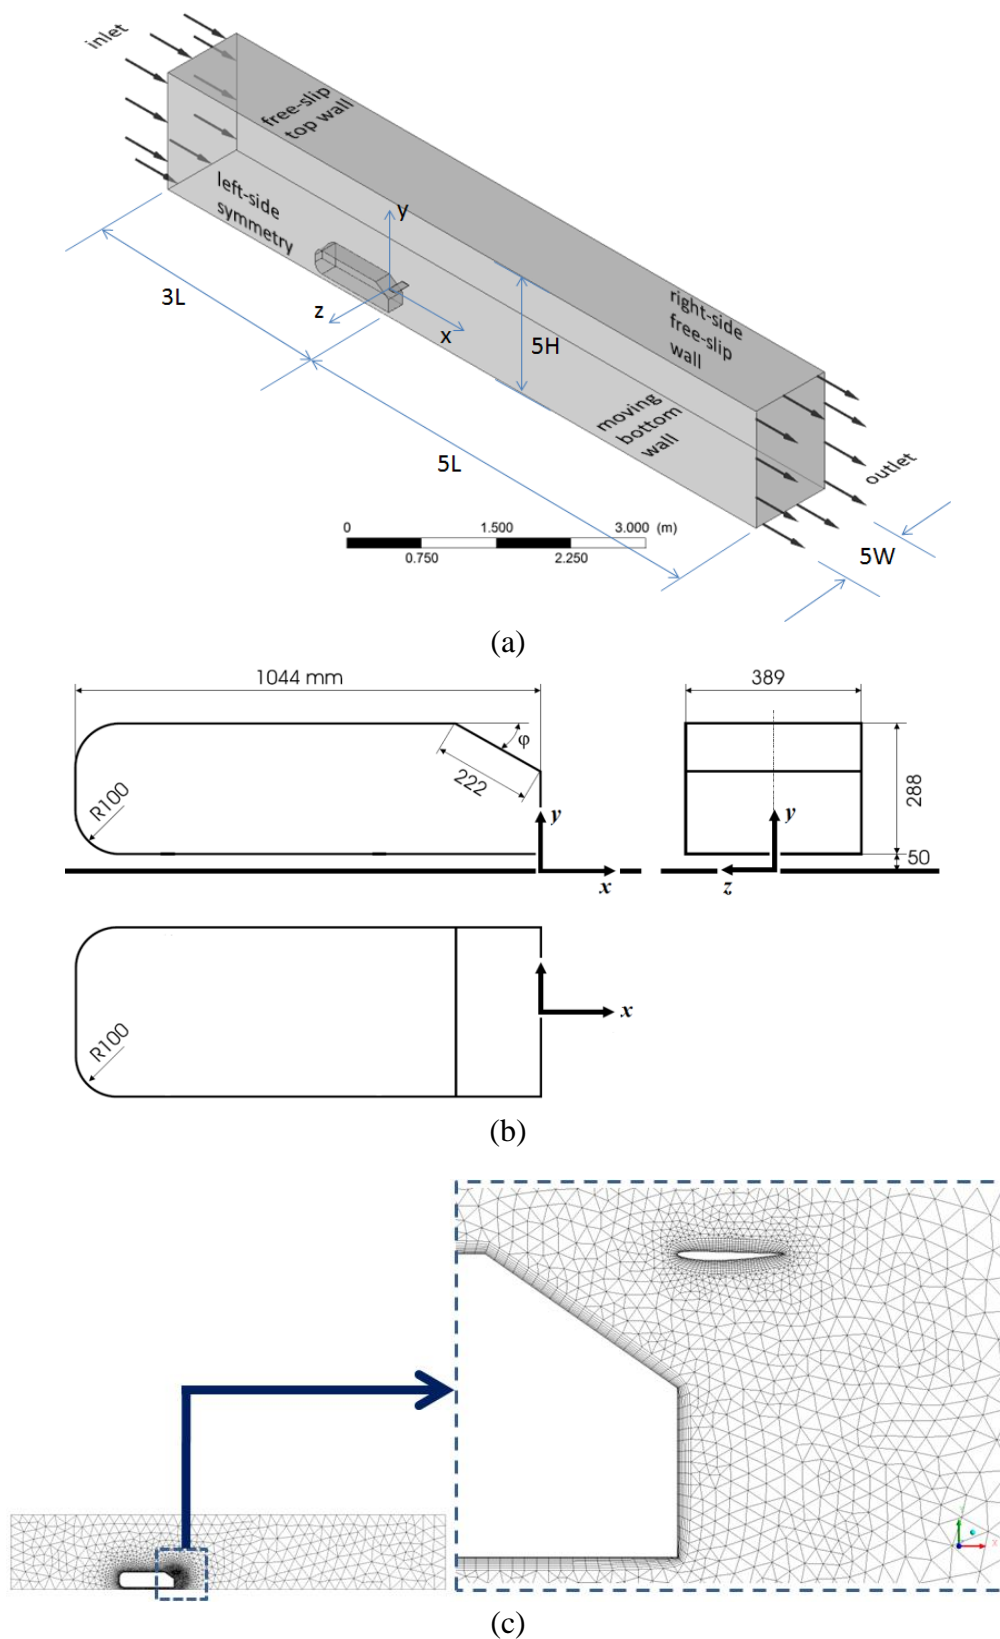 inlet
free-slip
top wall
left-side
symmetry
y
z
x
3L
5H
right-side
free-slip
wall
moving
bottom
wall
5L
outlet
5W
0 1.500 3.000 (m)
0.750 2.250
(a)
1044 mm
389
φ
222
R100
288
y
y
50
x
z
R100
x
(b)
Y
X
(c)